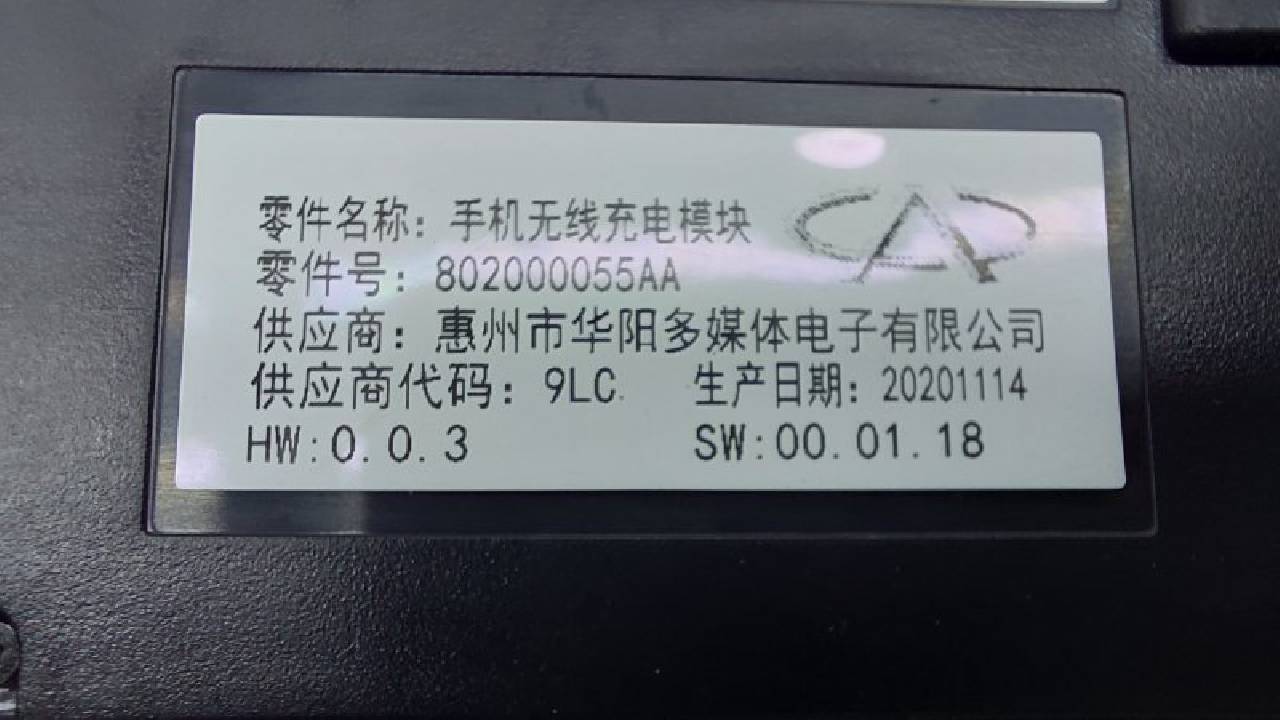 零件名称：手机无线充电模块
零件号：802000055AA
供应商：惠州市华阳多媒体电子有限公司
供应商代码：9LC 生产日期：20201114
HW:0.0.3 SW:00.01.18